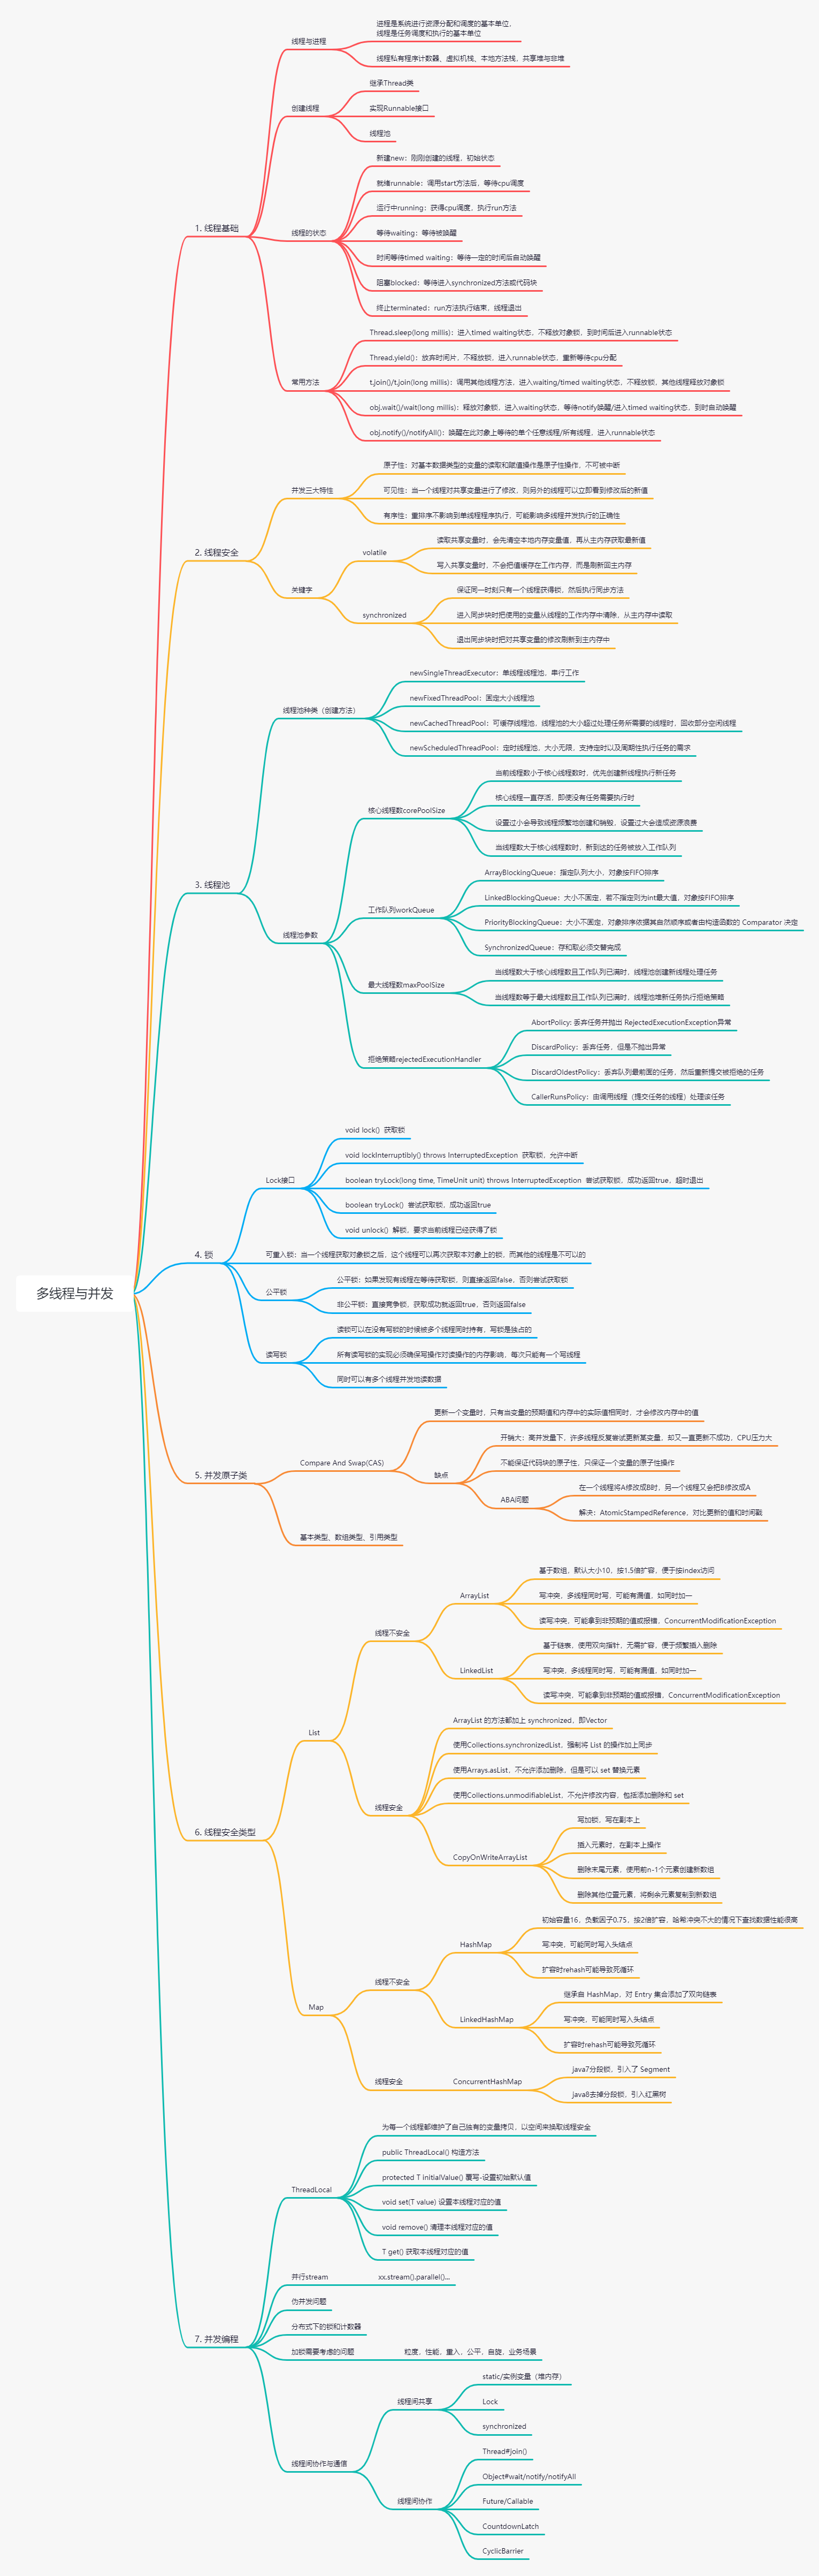 多线程与并发
1. 线程基础
线程与进程
进程是系统进行资源分配和调度的基本单位，
线程是任务调度和执行的基本单位
线程私有程序计数器、虚拟机栈、本地方法栈，共享堆与非堆
创建线程
继承Thread类
实现Runnable接口
线程池
线程的状态
新建new：刚刚创建的线程，初始状态
就绪runnable：调用start方法后，等待cpu调度
运行中running：获得cpu调度，执行run方法
等待waiting：等待被唤醒
时间等待timed waiting：等待一定的时间后自动唤醒
阻塞blocked：等待进入synchronized方法或代码块
终止terminated：run方法执行结束，线程退出
常用方法
Thread.sleep(long millis)：进入timed waiting状态，不释放对象锁，到时间后进入runnable状态
Thread.yield()：放弃时间片，不释放锁，进入runnable状态，重新等待cpu分配
t.join()/t.join(long millis)：调用其他线程方法，进入waiting/timed waiting状态，不释放锁，其他线程释放对象锁
obj.wait()/wait(long millis)：释放对象锁，进入waiting状态，等待notify唤醒/进入timed waiting状态，到时自动唤醒
obj.notify()/notifyAll()：唤醒在此对象上等待的单个任意线程/所有线程，进入runnable状态
2. 线程安全
并发三大特性
原子性：对基本数据类型的变量的读取和赋值操作是原子性操作，不可被中断
可见性：当一个线程对共享变量进行了修改，则另外的线程可以立即看到修改后的新值
有序性：重排序不影响到单线程程序执行，可能影响多线程并发执行的正确性
关键字
volatile
读取共享变量时，会先清空本地内存变量值，再从主内存获取最新值
写入共享变量时，不会把值缓存在工作内存，而是刷新回主内存
synchronized
保证同一时刻只有一个线程获得锁，然后执行同步方法
进入同步块时把使用的变量从线程的工作内存中清除，从主内存中读取
退出同步块时把对共享变量的修改刷新到主内存中
3. 线程池
线程池种类（创建方法）
newSingleThreadExecutor：单线程线程池，串行工作
newFixedThreadPool：固定大小线程池
newCachedThreadPool：可缓存线程池，线程池的大小超过处理任务所需要的线程时，回收部分空闲线程
newScheduledThreadPool：定时线程池，大小无限，支持定时以及周期性执行任务的需求
线程池参数
核心线程数corePoolSize
当前线程数小于核心线程数时，优先创建新线程执行新任务
核心线程一直存活，即使没有任务需要执行时
设置过小会导致线程频繁地创建和销毁，设置过大会造成资源浪费
当线程数大于核心线程数时，新到达的任务被放入工作队列
工作队列workQueue
ArrayBlockingQueue：指定队列大小，对象按FIFO排序
LinkedBlockingQueue：大小不固定，若不指定则为int最大值，对象按FIFO排序
PriorityBlockingQueue：大小不固定，对象排序依据其自然顺序或者由构造函数的 Comparator 决定
SynchronizedQueue：存和取必须交替完成
最大线程数maxPoolSize
当线程数大于核心线程数且工作队列已满时，线程池创建新线程处理任务
当线程数等于最大线程数且工作队列已满时，线程池堆新任务执行拒绝策略
拒绝策略rejectedExecutionHandler
AbortPolicy: 丢弃任务并抛出 RejectedExecutionException异常
DiscardPolicy：丢弃任务，但是不抛出异常
DiscardOldestPolicy：丢弃队列最前面的任务，然后重新提交被拒绝的任务
CallerRunsPolicy：由调用线程（提交任务的线程）处理该任务
4. 锁
Lock接口
void lock() 获取锁
void lockInterruptibly() throws InterruptedException 获取锁，允许中断
boolean tryLock(long time, TimeUnit unit) throws InterruptedException 尝试获取锁，成功返回true，超时退出
boolean tryLock() 尝试获取锁，成功返回true
void unlock() 解锁，要求当前线程已经获得了锁
可重入锁：当一个线程获取对象锁之后，这个线程可以再次获取本对象上的锁，而其他的线程是不可以的
公平锁
公平锁：如果发现有线程在等待获取锁，则直接返回false，否则尝试获取锁
非公平锁：直接竞争锁，获取成功就返回true，否则返回false
读写锁
读锁可以在没有写锁的时候被多个线程同时持有，写锁是独占的
所有读写锁的实现必须确保写操作对读操作的内存影响，每次只能有一个写线程
同时可以有多个线程并发地读数据
5. 并发原子类
Compare And Swap(CAS)
更新一个变量时，只有当变量的预期值和内存中的实际值相同时，才会修改内存中的值
缺点
开销大：高并发量下，许多线程反复尝试更新某变量，却又一直更新不成功，CPU压力大
不能保证代码块的原子性，只保证一个变量的原子性操作
ABA问题
在一个线程将A修改成B时，另一个线程又会把B修改成A
解决：AtomicStampedReference，对比更新的值和时间戳
基本类型、数组类型、引用类型
6. 线程安全类型
List
线程不安全
ArrayList
基于数组，默认大小10，按1.5倍扩容，便于按index访问
写冲突，多线程同时写，可能有漏值，如同时加一
读写冲突，可能拿到非预期的值或报错，ConcurrentModificationException
LinkedList
基于链表，使用双向指针，无需扩容，便于频繁插入删除
写冲突，多线程同时写，可能有漏值，如同时加一
读写冲突，可能拿到非预期的值或报错，ConcurrentModificationException
线程安全
ArrayList 的方法都加上 synchronized，即Vector
使用Collections.synchronizedList，强制将 List 的操作加上同步
使用Arrays.asList，不允许添加删除，但是可以 set 替换元素
使用Collections.unmodifiableList，不允许修改内容，包括添加删除和 set
CopyOnWriteArrayList
写加锁，写在副本上
插入元素时，在副本上操作
删除末尾元素，使用前n-1个元素创建新数组
删除其他位置元素，将剩余元素复制到新数组
Map
线程不安全
HashMap
初始容量16，负载因子0.75，按2倍扩容，哈希冲突不大的情况下查找数据性能很高
写冲突，可能同时写入头结点
扩容时rehash可能导致死循环
LinkedHashMap
继承自 HashMap，对 Entry 集合添加了双向链表
写冲突，可能同时写入头结点
扩容时rehash可能导致死循环
线程安全
ConcurrentHashMap
java7分段锁，引入了 Segment
java8去掉分段锁，引入红黑树
7. 并发编程
ThreadLocal
为每一个线程都维护了自己独有的变量拷贝，以空间来换取线程安全
public ThreadLocal() 构造方法
protected T initialValue() 覆写-设置初始默认值
void set(T value) 设置本线程对应的值
void remove() 清理本线程对应的值
T get() 获取本线程对应的值
并行stream
xx.stream().parallel()...
伪并发问题
分布式下的锁和计数器
加锁需要考虑的问题
粒度，性能，重入，公平，自旋，业务场景
线程间协作与通信
线程间共享
static/实例变量（堆内存）
Lock
synchronized
线程间协作
Thread#join()
Object#wait/notify/notifyAll
Future/Callable
CountdownLatch
CyclicBarrier